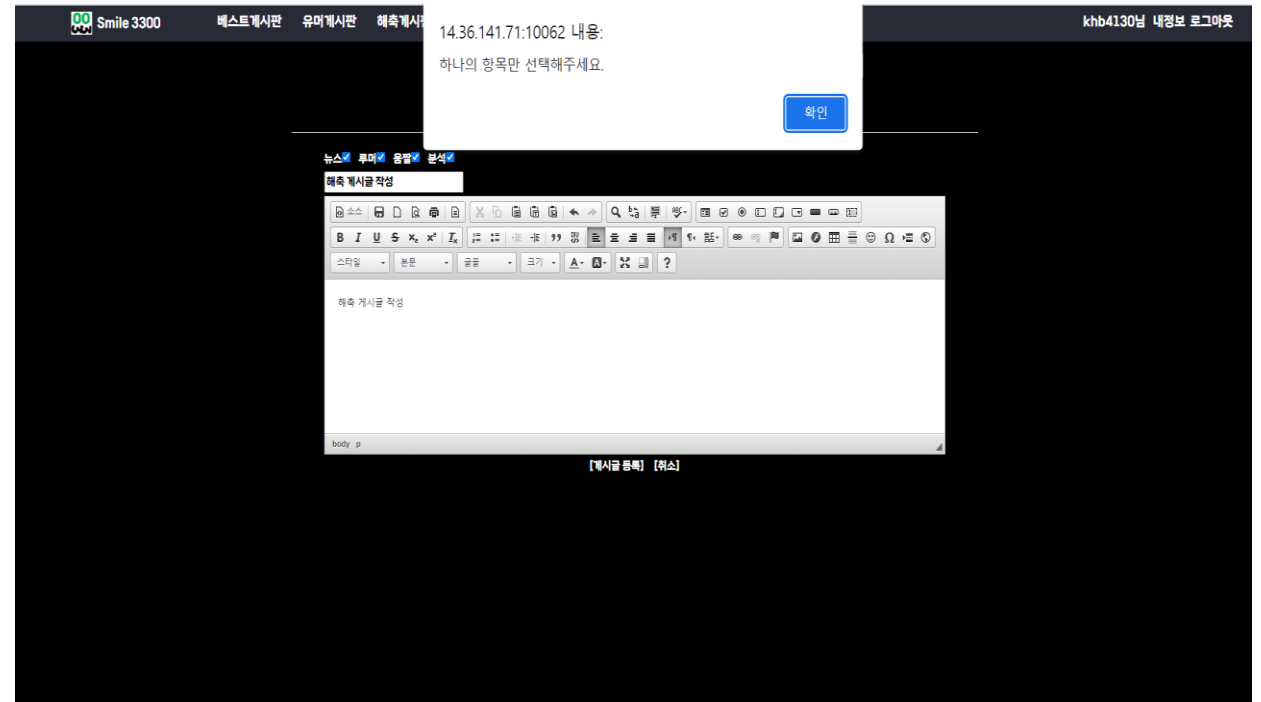 Smile 3300 베스트게시판 유머게시판 해축게시판 khb4130님 내정보 로그아웃
14.36.141.71:10062 내용:
하나의 항목만 선택해주세요.
확인
뉴스 루머 움짤 분석
해축 게시글 작성
소스
B I U S x₂ x² Iₓ
스타일 본문 글꼴 크기 A A ?
해축 게시글 작성
body p
[게시글 등록] [취소]